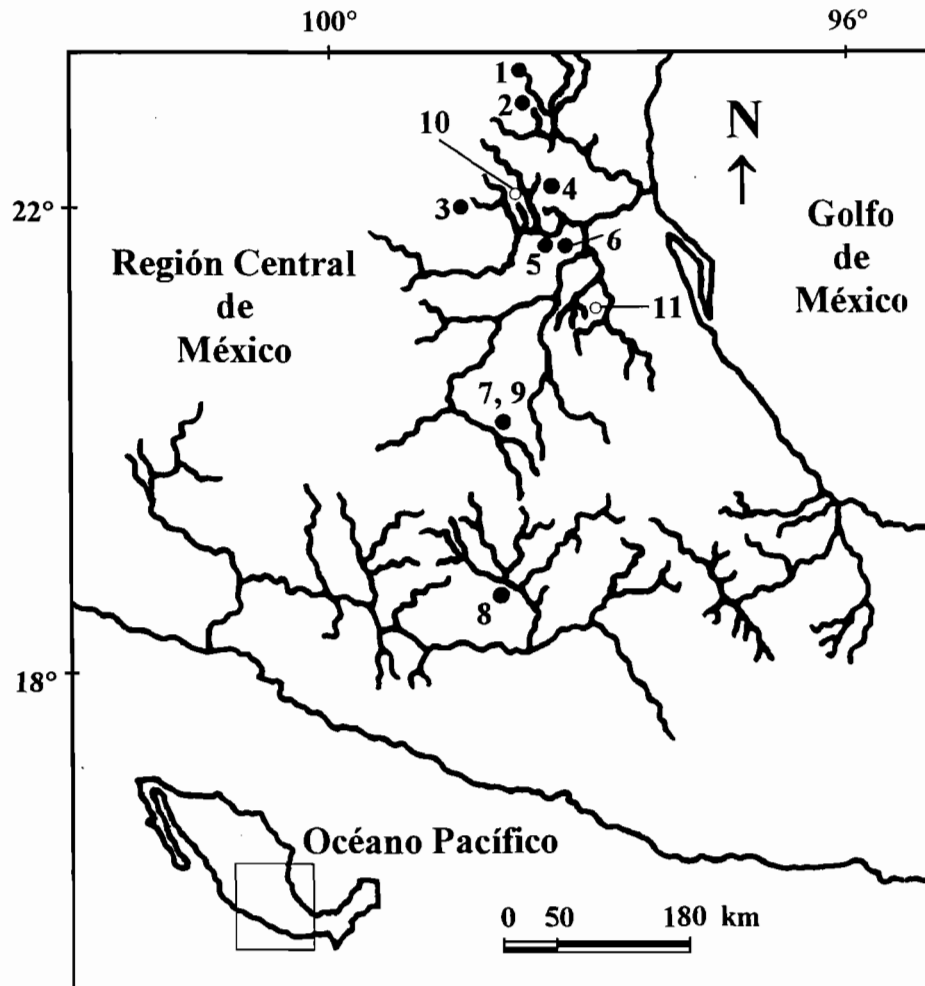 100° 96°
1
2
10
N
4
22°
3
Golfo
de
México
5
6
Región Central
de
México
11
7, 9
8
18°
Océano Pacífico
0 50 180 km